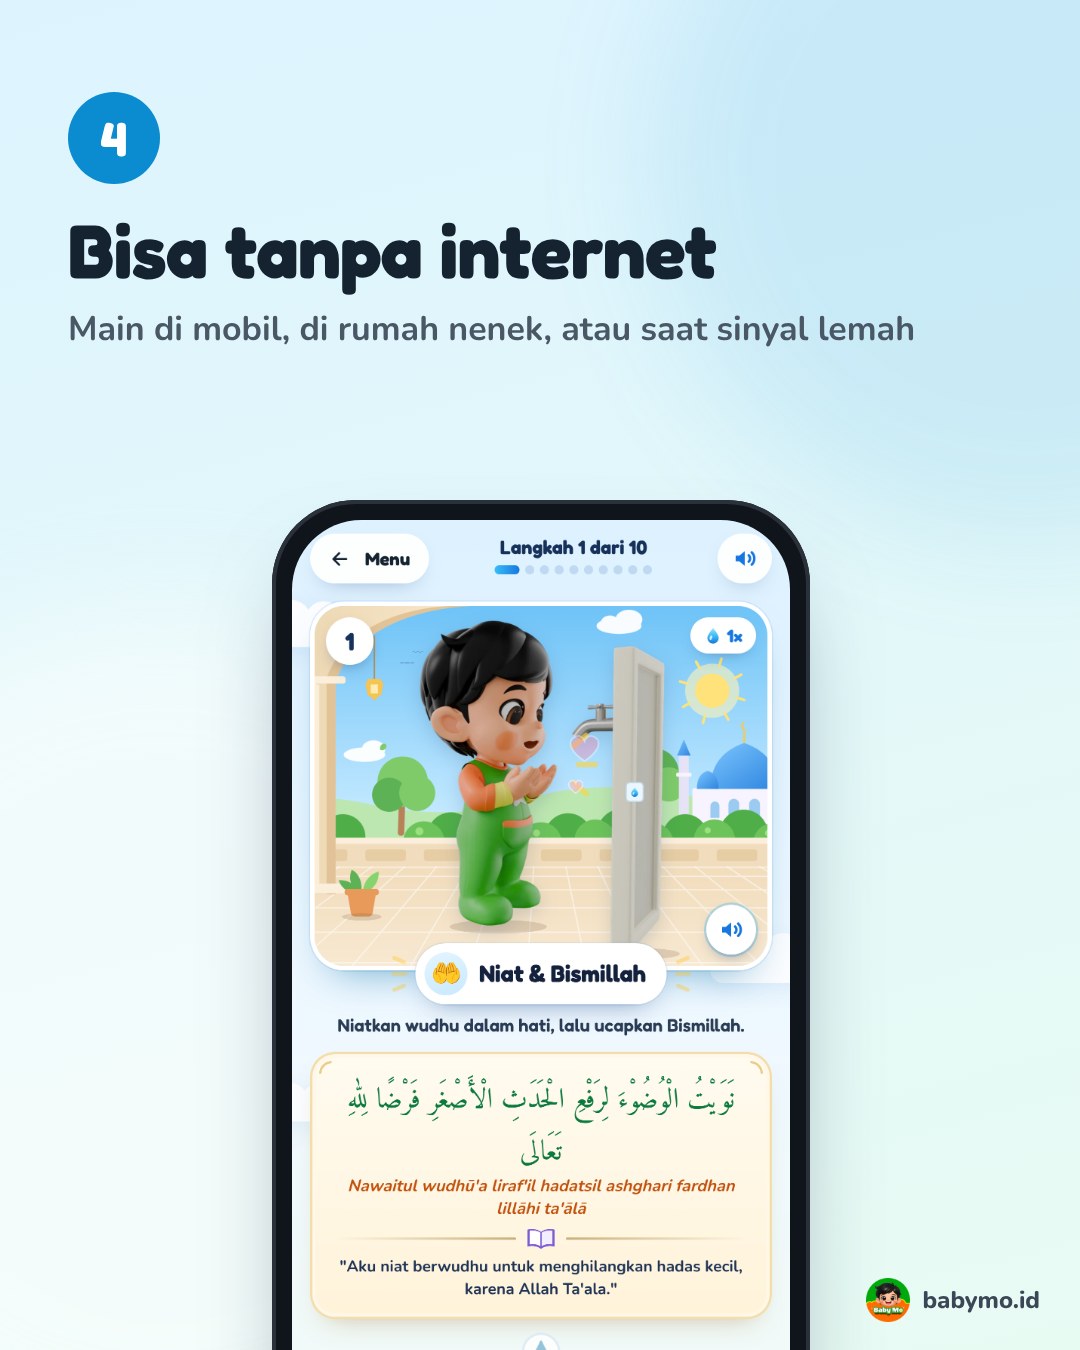 4
Bisa tanpa internet
Main di mobil, di rumah nenek, atau saat sinyal lemah
Menu
Langkah 1 dari 10
1
1x
Niat & Bismillah
Niatkan wudhu dalam hati, lalu ucapkan Bismillah.
نَوَيْتُ الْوُضُوْءَ لِرَفْعِ الْحَدَثِ الْأَصْغَرِ فَرْضًا لِلّٰهِ
تَعَالَى
Nawaitul wudhū'a liraf'il hadatsil ashghari fardhan
lillāhi ta'ālā
"Aku niat berwudhu untuk menghilangkan hadas kecil,
karena Allah Ta'ala."
Baby Mo
babymo.id